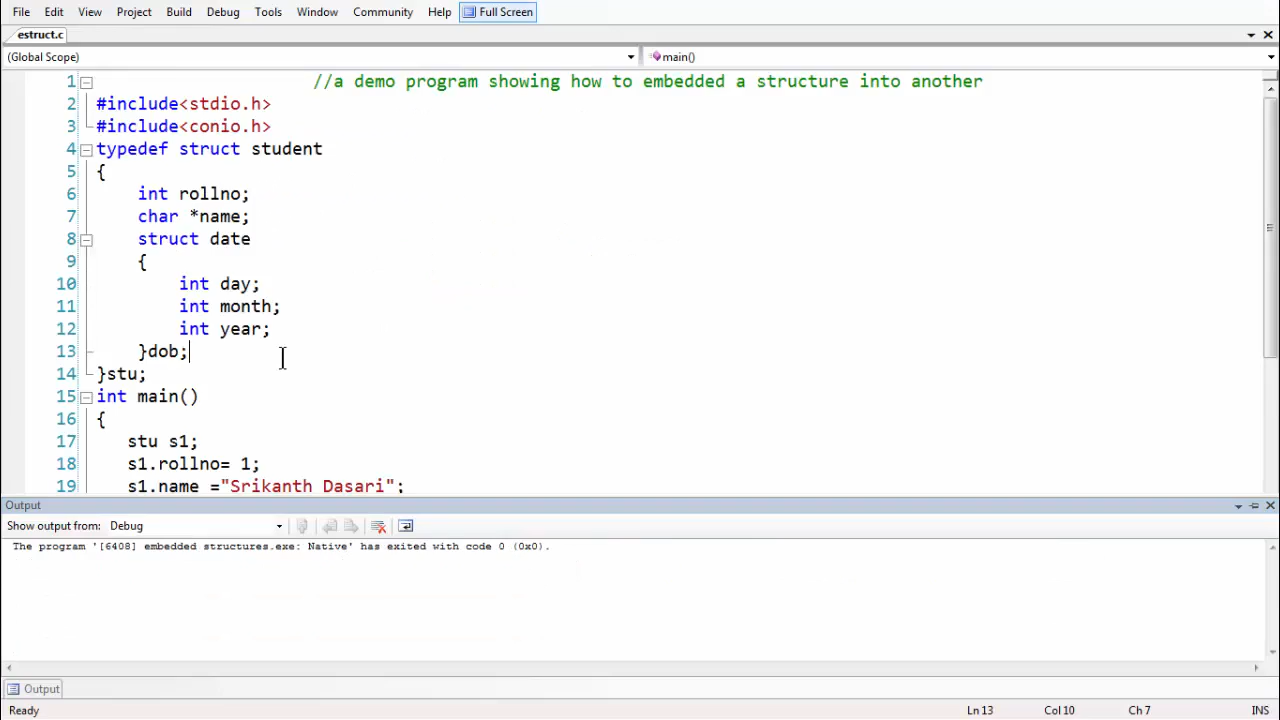 File Edit View Project Build Debug Tools Window Community Help Full Screen
estruct.c
(Global Scope) main()
1 //a demo program showing how to embedded a structure into another
2 #include<stdio.h>
3 #include<conio.h>
4 typedef struct student
5 {
6 int rollno;
7 char *name;
8 struct date
9 {
10 int day;
11 int month;
12 int year;
13 }dob;
14 }stu;
15 int main()
16 {
17 stu s1;
18 s1.rollno= 1;
19 s1.name ="Srikanth Dasari";
Output
Show output from: Debug
The program '[6408] embedded structures.exe: Native' has exited with code 0 (0x0).
Output
Ready Ln 13 Col 10 Ch 7 INS